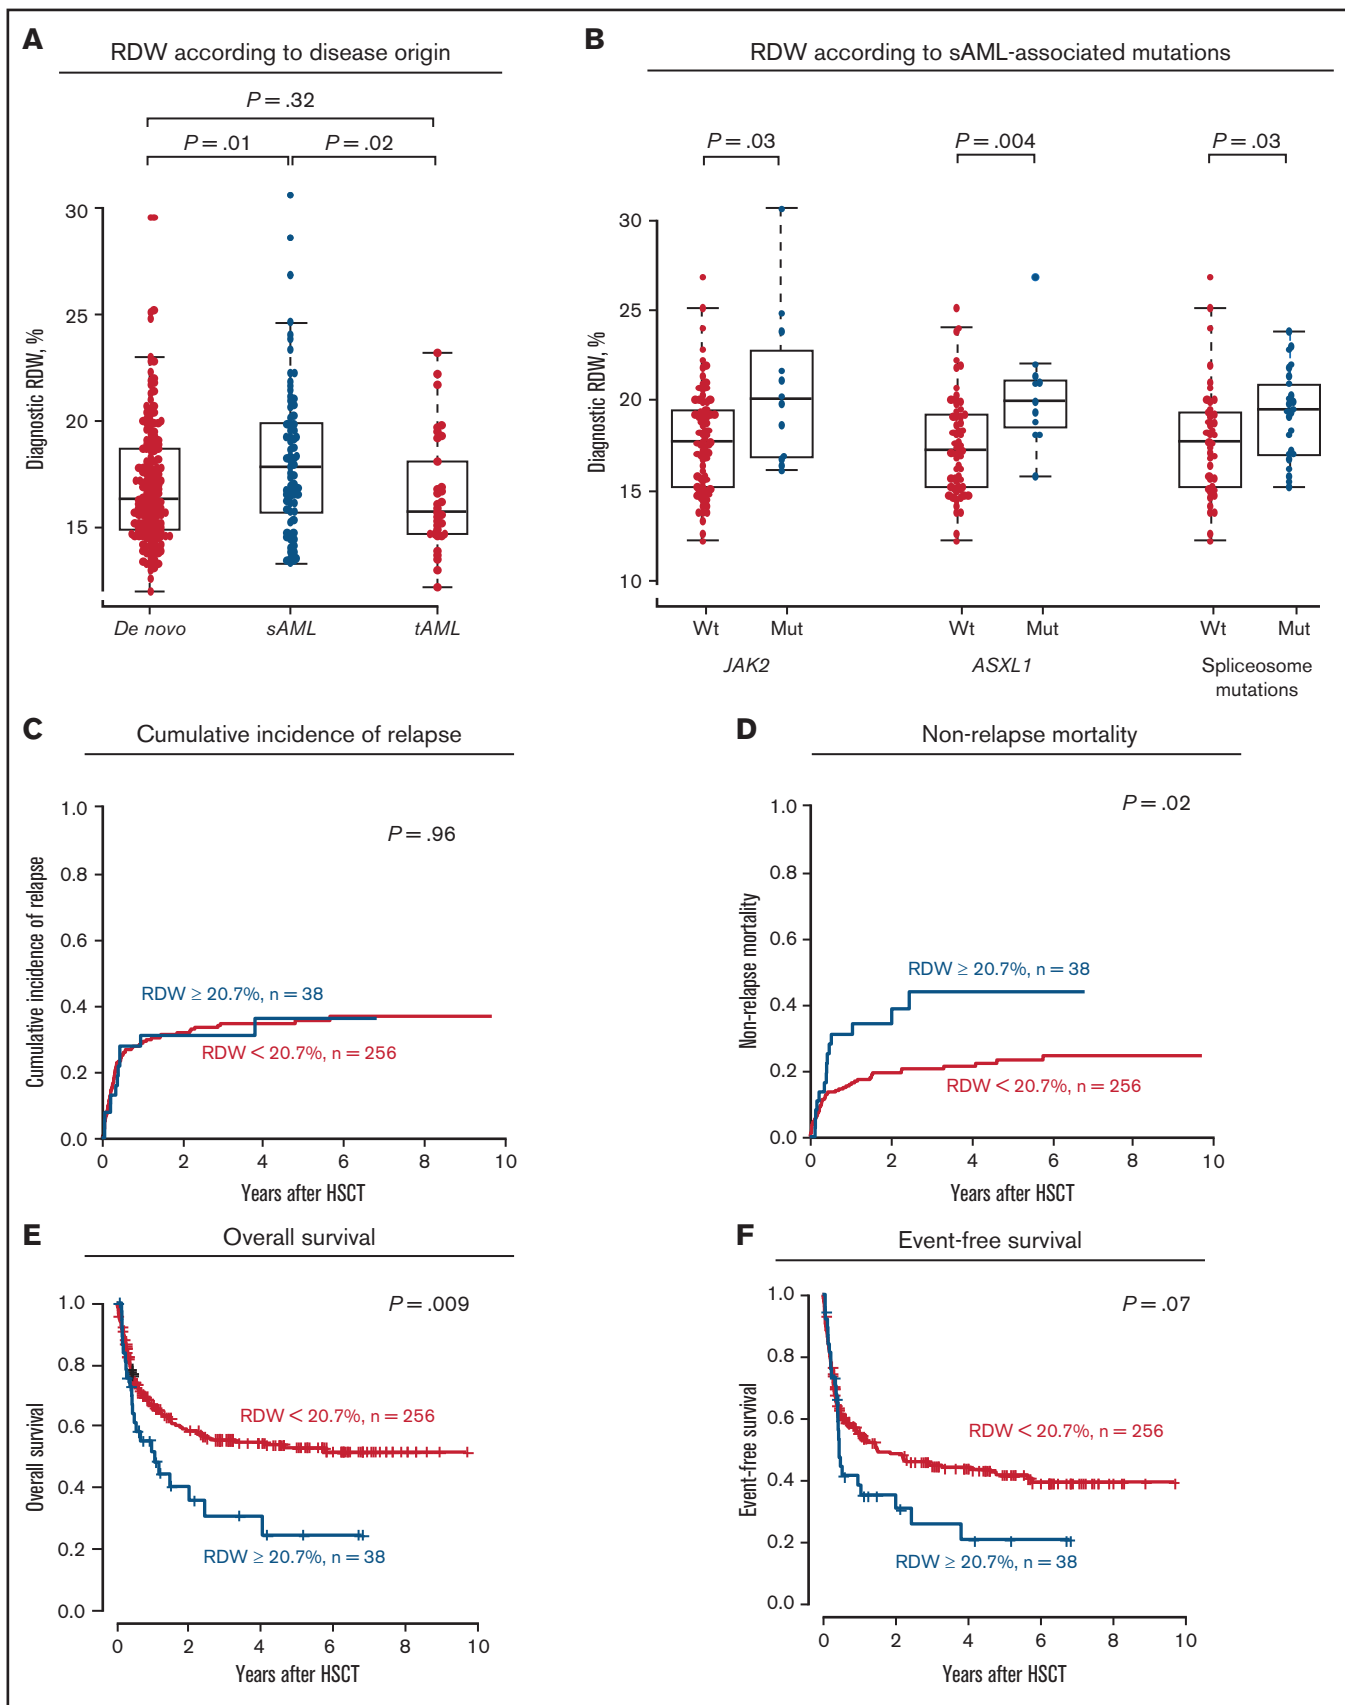 A
RDW according to disease origin
P = .32
P = .01
P = .02
Diagnostic RDW, %
30
25
20
15
De novo
sAML
tAML
B
RDW according to sAML-associated mutations
P = .03
P = .004
P = .03
Diagnostic RDW, %
30
25
20
15
10
Wt
Mut
Wt
Mut
Wt
Mut
JAK2
ASXL1
Spliceosome
mutations
C
Cumulative incidence of relapse
P = .96
Cumulative incidence of relapse
1.0
0.8
0.6
0.4
0.2
0.0
RDW ≥ 20.7%, n = 38
RDW < 20.7%, n = 256
0 2 4 6 8 10
Years after HSCT
D
Non-relapse mortality
P = .02
Non-relapse mortality
1.0
0.8
0.6
0.4
0.2
0.0
RDW ≥ 20.7%, n = 38
RDW < 20.7%, n = 256
0 2 4 6 8 10
Years after HSCT
E
Overall survival
P = .009
Overall survival
1.0
0.8
0.6
0.4
0.2
0.0
RDW < 20.7%, n = 256
RDW ≥ 20.7%, n = 38
0 2 4 6 8 10
Years after HSCT
F
Event-free survival
P = .07
Event-free survival
1.0
0.8
0.6
0.4
0.2
0.0
RDW < 20.7%, n = 256
RDW ≥ 20.7%, n = 38
0 2 4 6 8 10
Years after HSCT